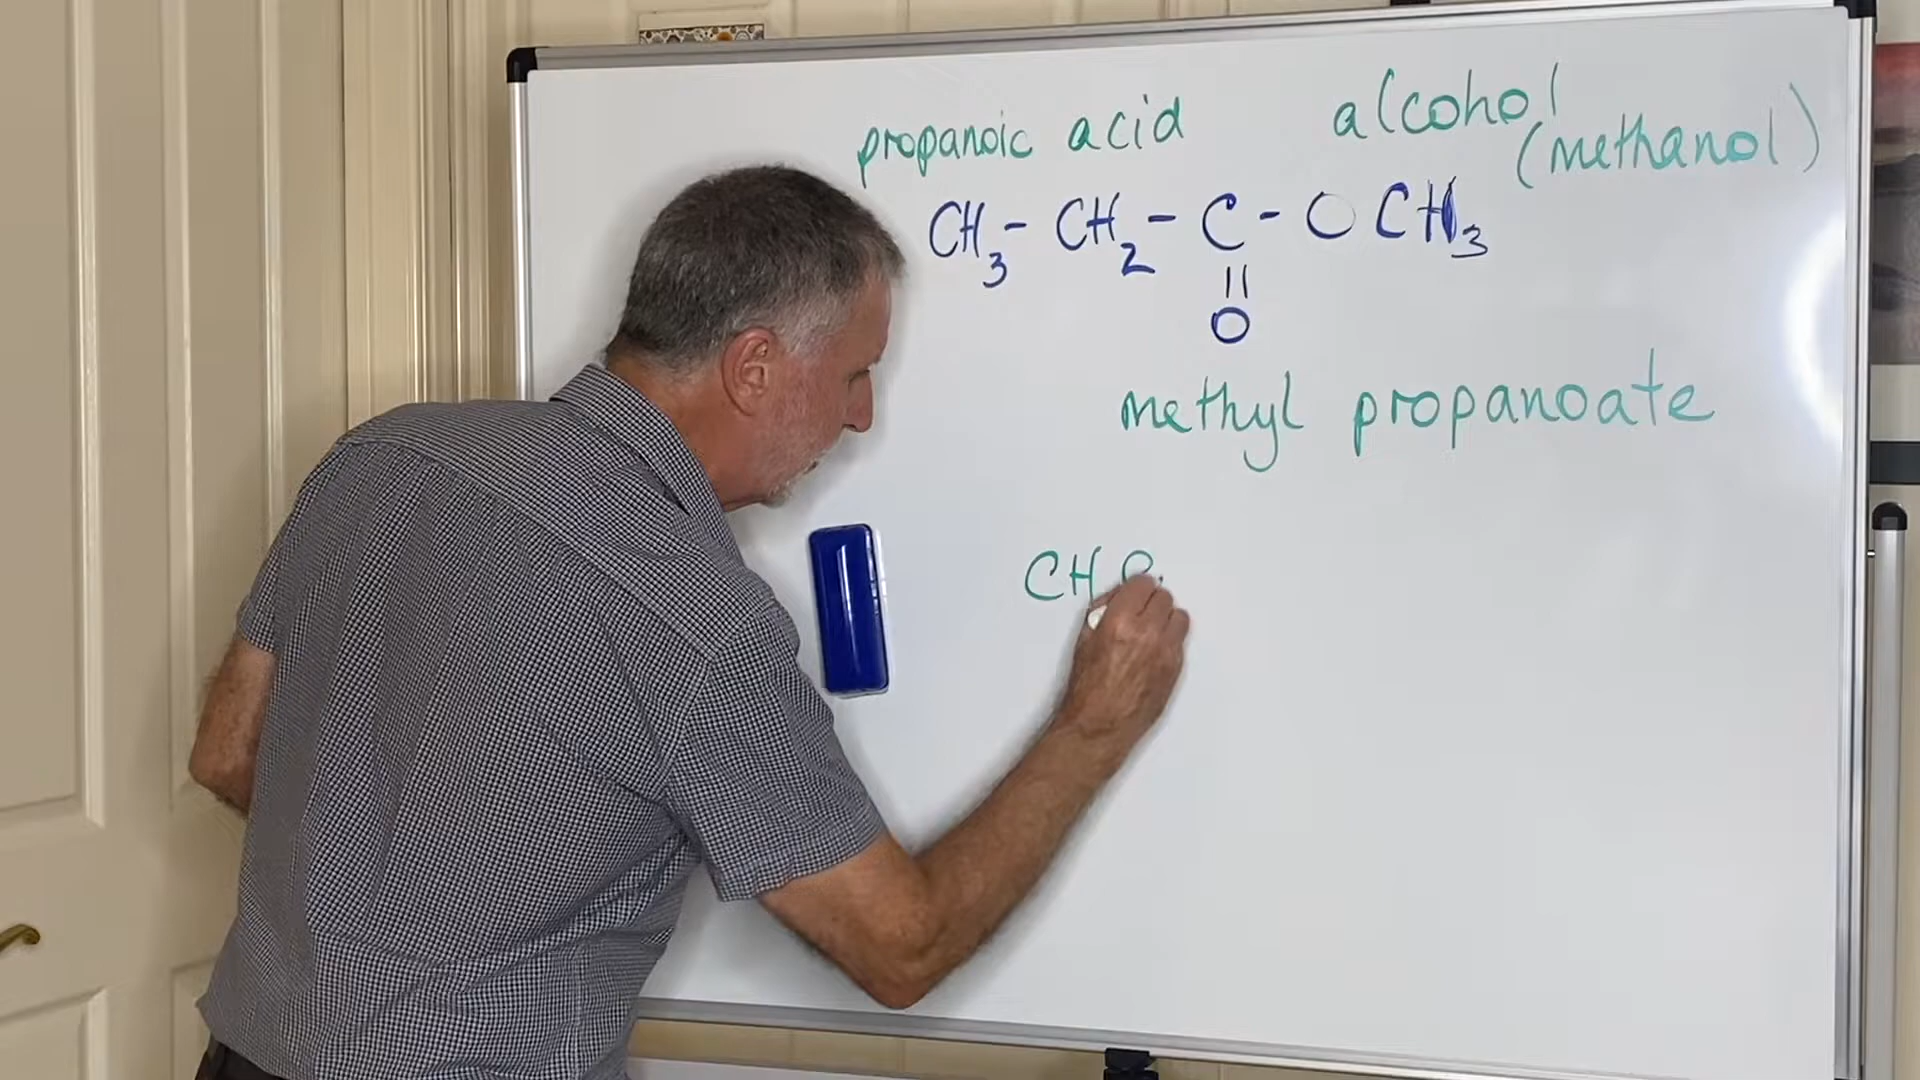 propanoic acid alcohol
(methanol)
CH₃ - CH₂ - C - O CH₃
||
O
methyl propanoate
CH